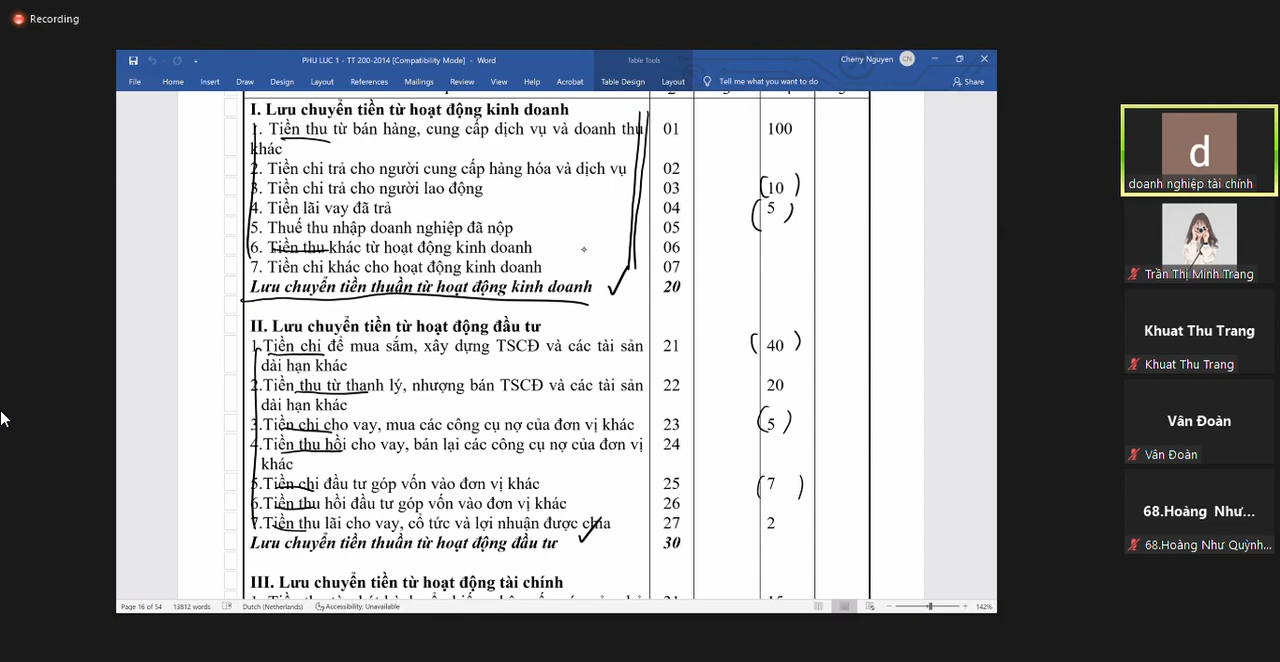 Recording
PHU LUC 1 - TT 200-2014 [Compatibility Mode] - Word
Table Tools
Cherry Nguyen
CN
File Home Insert Draw Design Layout References Mailings Review View Help Acrobat Table Design Layout Tell me what you want to do Share
I. Lưu chuyển tiền từ hoạt động kinh doanh
1. Tiền thu từ bán hàng, cung cấp dịch vụ và doanh thu 01 100
khác
2. Tiền chi trả cho người cung cấp hàng hóa và dịch vụ 02
3. Tiền chi trả cho người lao động 03 (10)
4. Tiền lãi vay đã trả 04 (5)
5. Thuế thu nhập doanh nghiệp đã nộp 05
6. Tiền thu khác từ hoạt động kinh doanh 06
7. Tiền chi khác cho hoạt động kinh doanh 07
Lưu chuyển tiền thuần từ hoạt động kinh doanh 20
II. Lưu chuyển tiền từ hoạt động đầu tư
1.Tiền chi để mua sắm, xây dựng TSCĐ và các tài sản 21 (40)
dài hạn khác
2.Tiền thu từ thanh lý, nhượng bán TSCĐ và các tài sản 22 20
dài hạn khác
3.Tiền chi cho vay, mua các công cụ nợ của đơn vị khác 23 (5)
4.Tiền thu hồi cho vay, bán lại các công cụ nợ của đơn vị 24
khác
5.Tiền chi đầu tư góp vốn vào đơn vị khác 25 (7)
6.Tiền thu hồi đầu tư góp vốn vào đơn vị khác 26
7.Tiền thu lãi cho vay, cổ tức và lợi nhuận được chia 27 2
Lưu chuyển tiền thuần từ hoạt động đầu tư 30
III. Lưu chuyển tiền từ hoạt động tài chính
Page 16 of 54 13812 words Dutch (Netherlands) Accessibility: Unavailable 142%
d
doanh nghiệp tài chính
Trần Thị Minh Trang
Khuat Thu Trang
Khuat Thu Trang
Vân Đoàn
Vân Đoàn
68.Hoàng Như...
68.Hoàng Như Quỳnh...